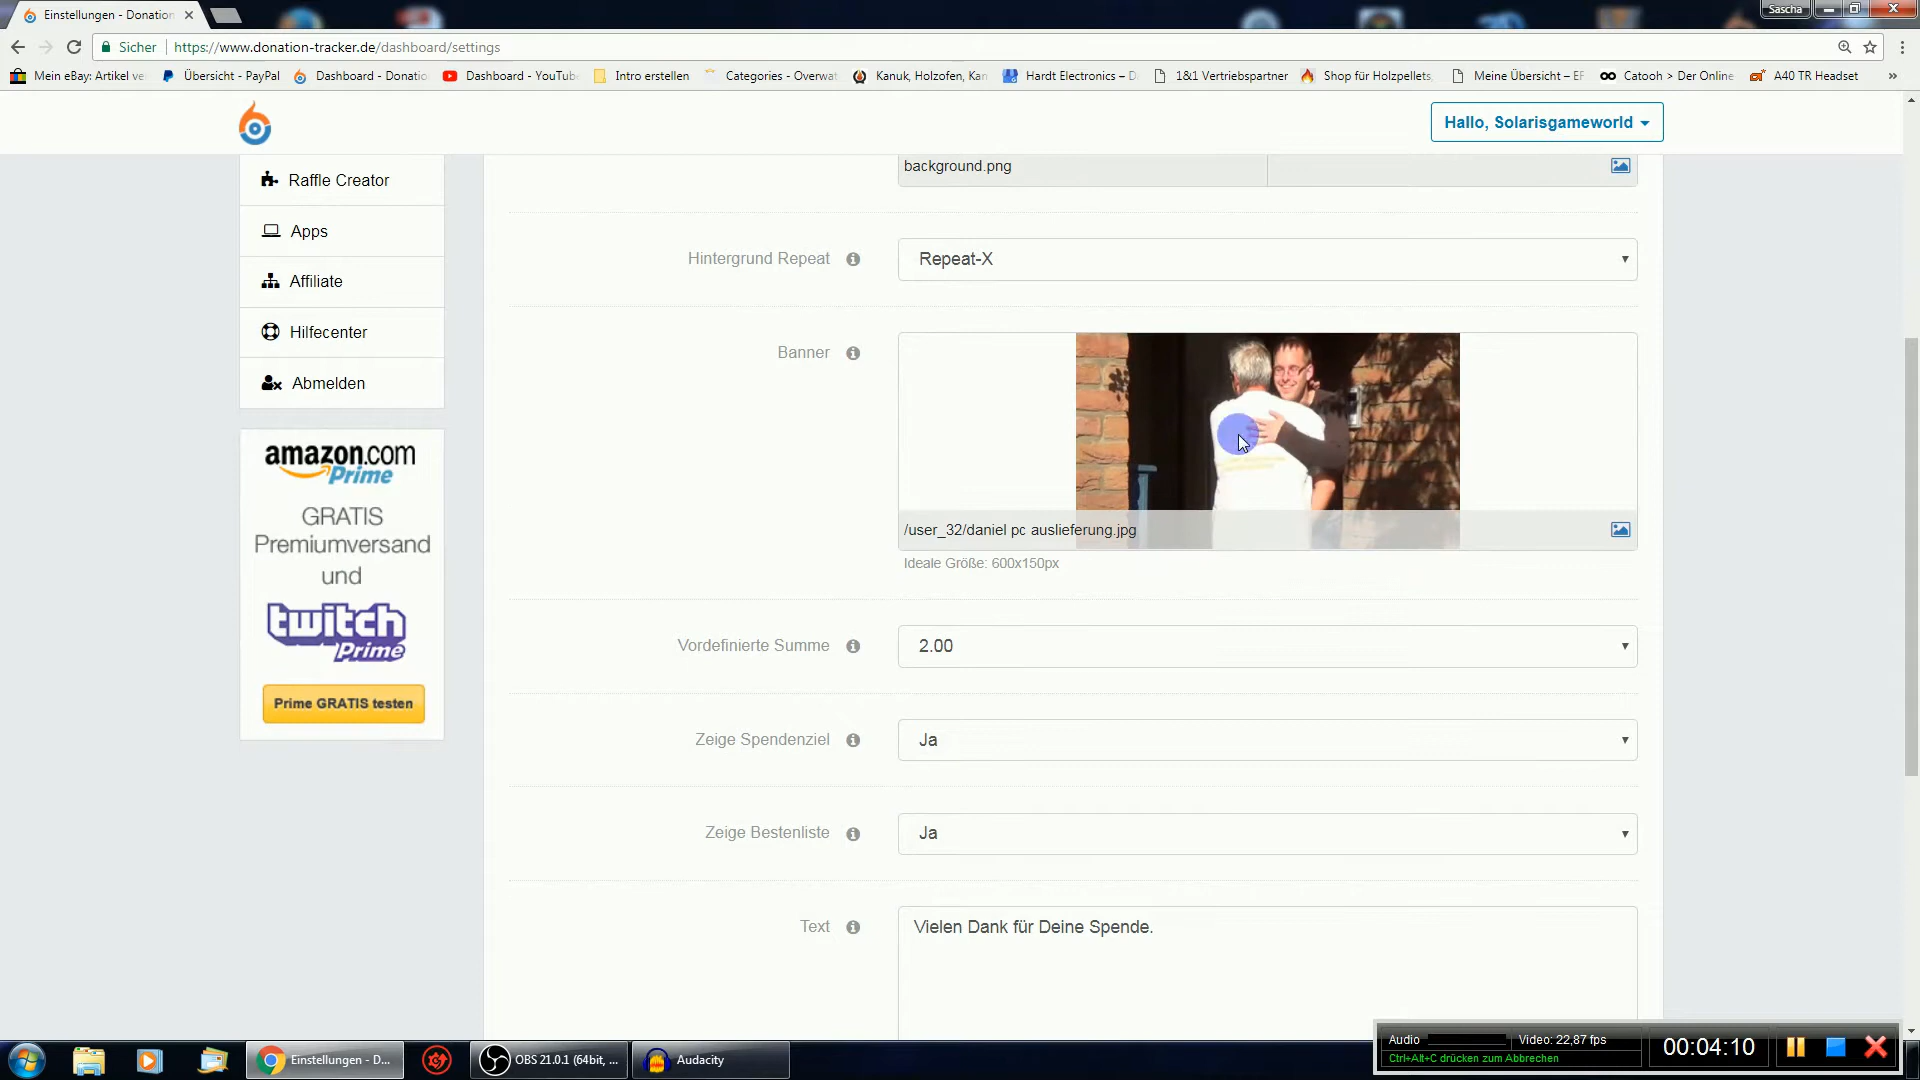 Einstellungen - Donation
Sascha
Sicher
https://www.donation-tracker.de/dashboard/settings
Mein eBay: Artikel ve
Übersicht - PayPal
Dashboard - Donatio
Dashboard - YouTub
Intro erstellen
Categories - Overwat
Kanuk, Holzofen, Kan
Hardt Electronics – D
1&1 Vertriebspartner
Shop für Holzpellets,
Meine Übersicht – EF
Catooh > Der Online
A40 TR Headset
»
Hallo, Solarisgameworld
Raffle Creator
Apps
Affiliate
Hilfecenter
Abmelden
amazon.com
Prime
GRATIS
Premiumversand
und
twitch
Prime
Prime GRATIS testen
background.png
Hintergrund Repeat
Repeat-X
Banner
/user_32/daniel pc auslieferung.jpg
Ideale Größe: 600x150px
Vordefinierte Summe
2.00
Zeige Spendenziel
Ja
Zeige Bestenliste
Ja
Text
Vielen Dank für Deine Spende.
Einstellungen - D...
OBS 21.0.1 (64bit, ...
Audacity
Audio
Video: 22,87 fps
Ctrl+Alt+C drücken zum Abbrechen
00:04:10